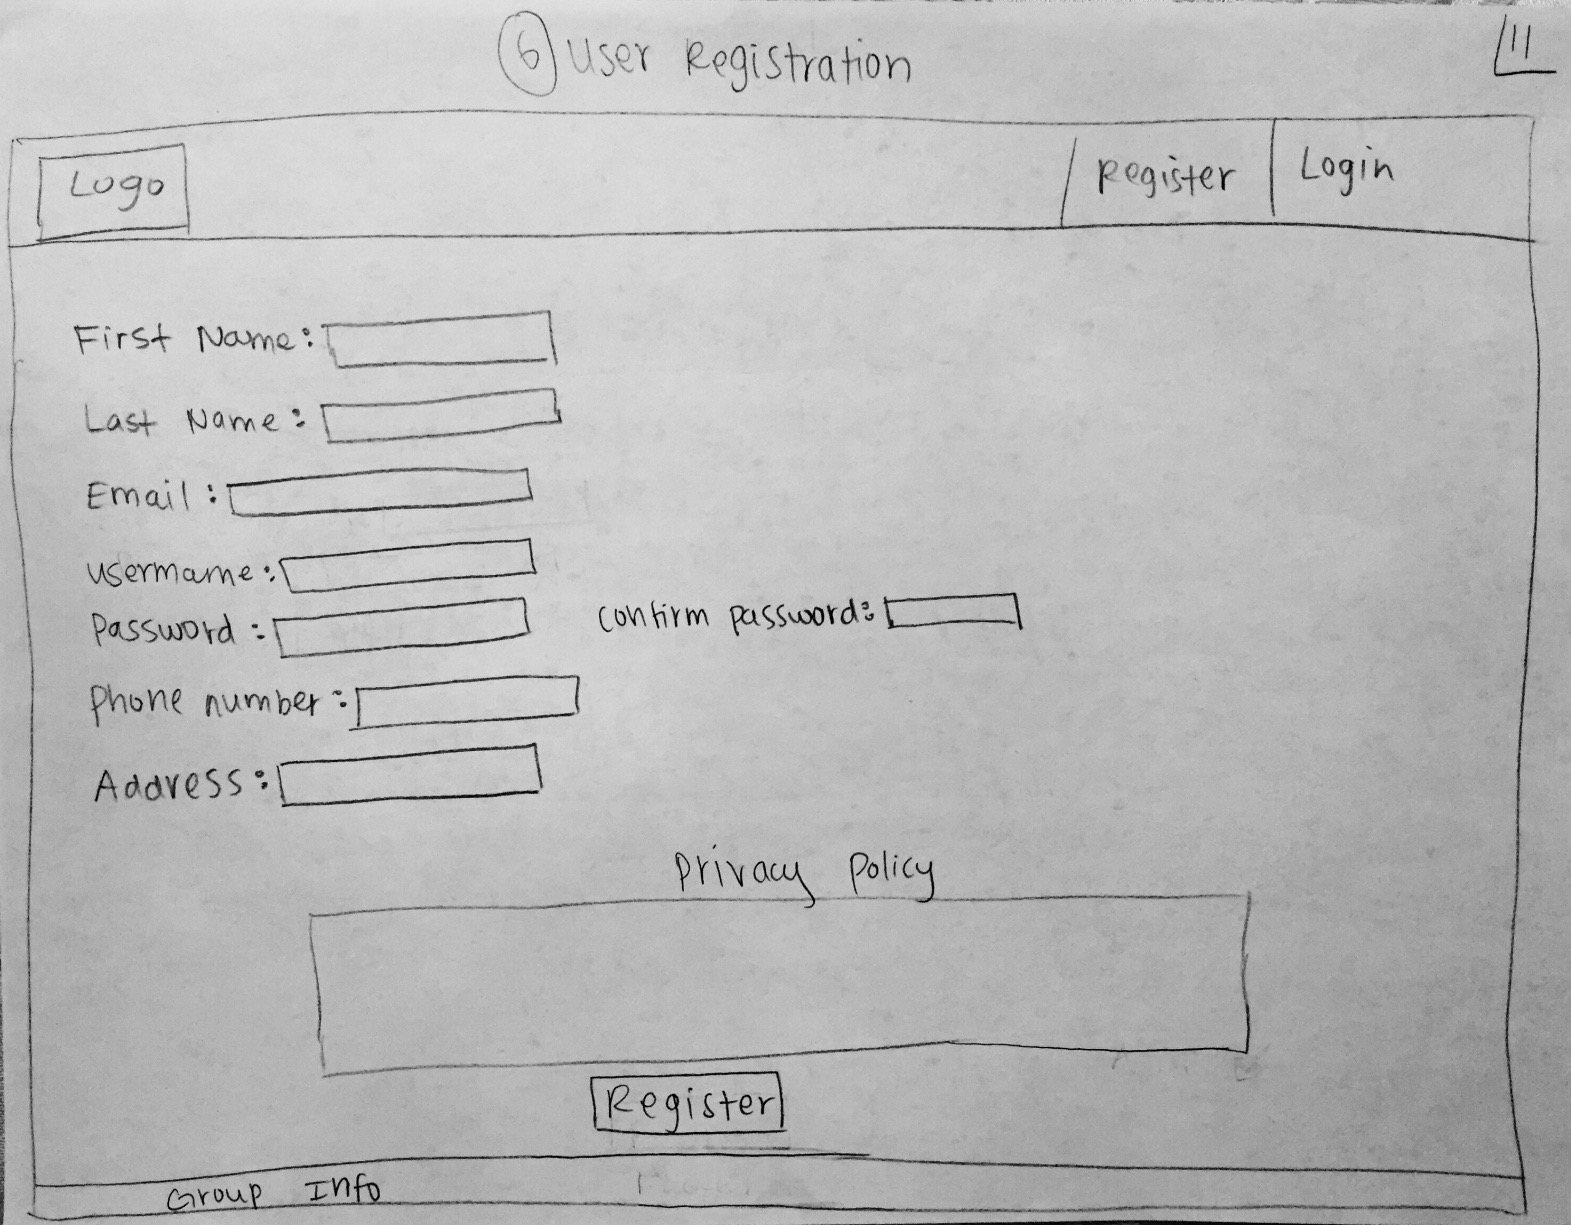 6 User Registration
11
Logo
Register
Login
First Name:
Last Name:
Email:
username:
Password: confirm password:
Phone number:
Address:
Privacy Policy
Register
Group Info